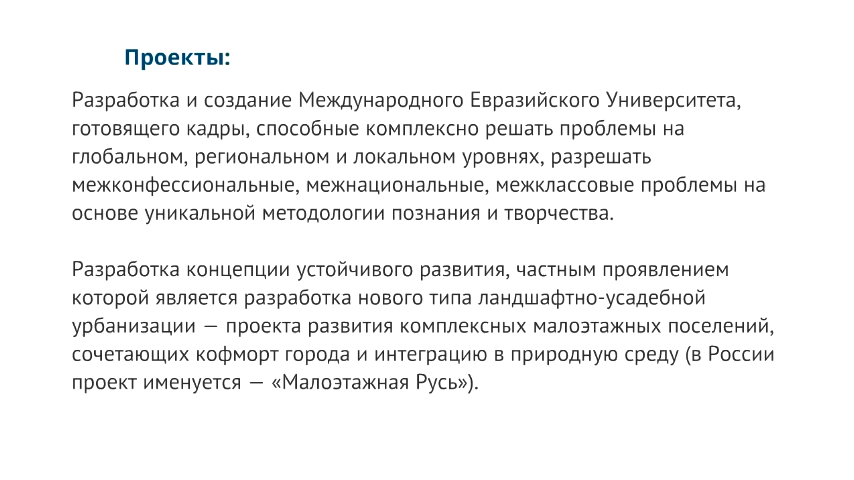 Проекты:
Разработка и создание Международного Евразийского Университета,
готовящего кадры, способные комплексно решать проблемы на
глобальном, региональном и локальном уровнях, разрешать
межконфессиональные, межнациональные, межклассовые проблемы на
основе уникальной методологии познания и творчества.
Разработка концепции устойчивого развития, частным проявлением
которой является разработка нового типа ландшафтно-усадебной
урбанизации — проекта развития комплексных малоэтажных поселений,
сочетающих кофморт города и интеграцию в природную среду (в России
проект именуется — «Малоэтажная Русь»).